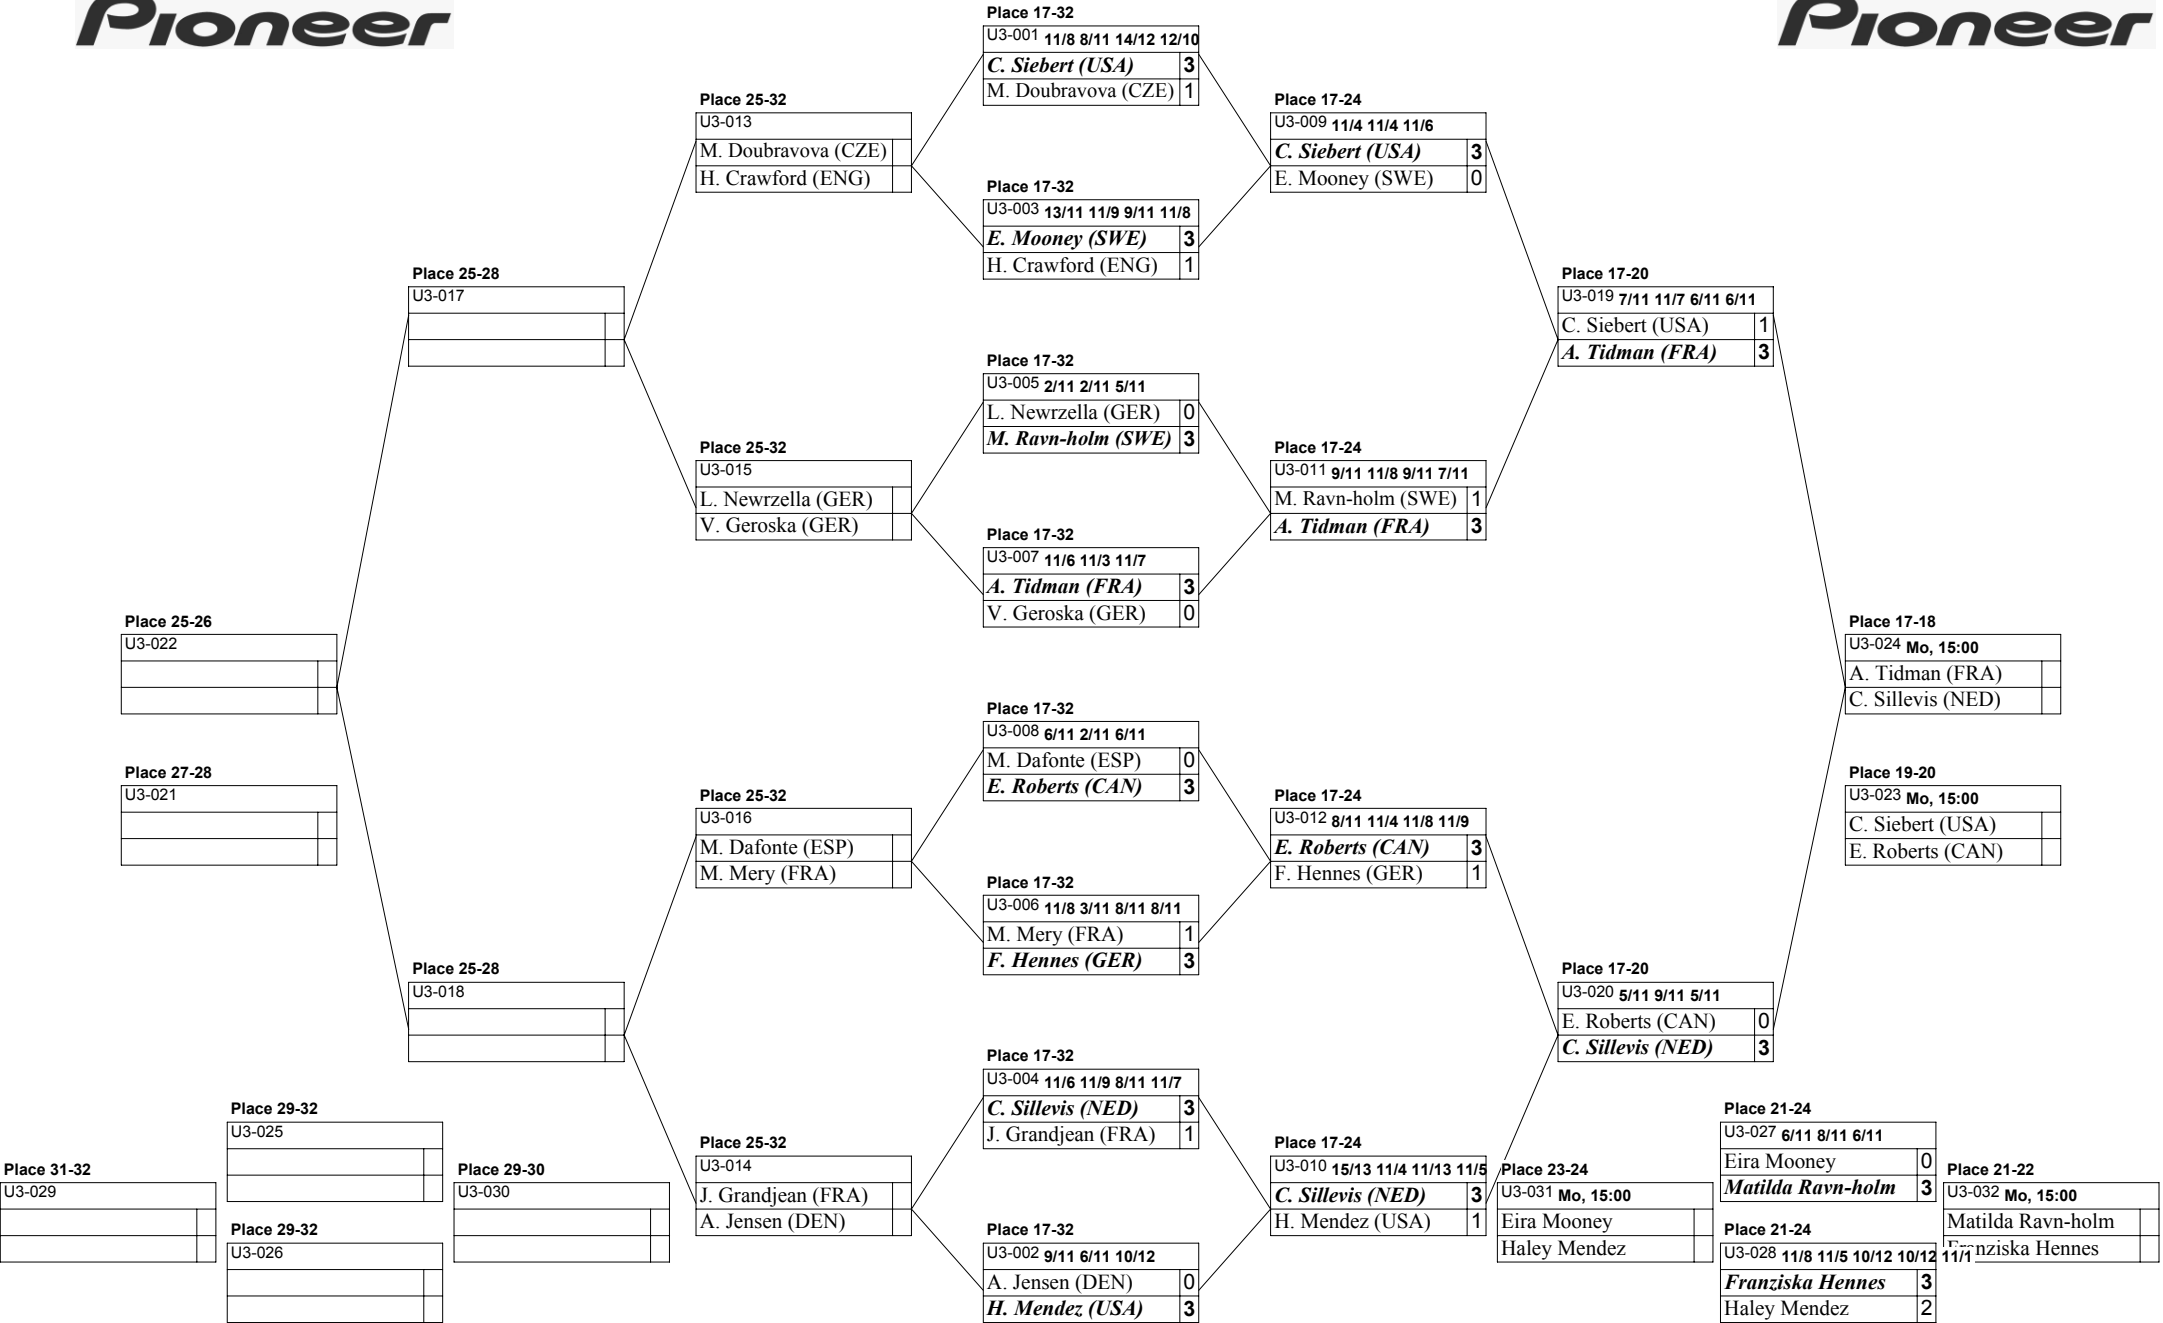 Pioneer
Pioneer
Place 17-32
U3-001 11/8 8/11 14/12 12/10
C. Siebert (USA) 3
M. Doubravova (CZE) 1
Place 25-32
U3-013
M. Doubravova (CZE)
H. Crawford (ENG)
Place 17-24
U3-009 11/4 11/4 11/6
C. Siebert (USA) 3
E. Mooney (SWE) 0
Place 17-32
U3-003 13/11 11/9 9/11 11/8
E. Mooney (SWE) 3
H. Crawford (ENG) 1
Place 25-28
U3-017
Place 17-20
U3-019 7/11 11/7 6/11 6/11
C. Siebert (USA) 1
A. Tidman (FRA) 3
Place 17-32
U3-005 2/11 2/11 5/11
L. Newrzella (GER) 0
M. Ravn-holm (SWE) 3
Place 25-32
U3-015
L. Newrzella (GER)
V. Geroska (GER)
Place 17-24
U3-011 9/11 11/8 9/11 7/11
M. Ravn-holm (SWE) 1
A. Tidman (FRA) 3
Place 17-32
U3-007 11/6 11/3 11/7
A. Tidman (FRA) 3
V. Geroska (GER) 0
Place 25-26
U3-022
Place 17-18
U3-024 Mo, 15:00
A. Tidman (FRA)
C. Sillevis (NED)
Place 17-32
U3-008 6/11 2/11 6/11
M. Dafonte (ESP) 0
E. Roberts (CAN) 3
Place 27-28
U3-021
Place 19-20
U3-023 Mo, 15:00
C. Siebert (USA)
E. Roberts (CAN)
Place 25-32
U3-016
M. Dafonte (ESP)
M. Mery (FRA)
Place 17-24
U3-012 8/11 11/4 11/8 11/9
E. Roberts (CAN) 3
F. Hennes (GER) 1
Place 17-32
U3-006 11/8 3/11 8/11 8/11
M. Mery (FRA) 1
F. Hennes (GER) 3
Place 25-28
U3-018
Place 17-20
U3-020 5/11 9/11 5/11
E. Roberts (CAN) 0
C. Sillevis (NED) 3
Place 17-32
U3-004 11/6 11/9 8/11 11/7
C. Sillevis (NED) 3
J. Grandjean (FRA) 1
Place 29-32
U3-025
Place 21-24
U3-027 6/11 8/11 6/11
Eira Mooney 0
Matilda Ravn-holm 3
Place 25-32
U3-014
J. Grandjean (FRA)
A. Jensen (DEN)
Place 17-24
U3-010 15/13 11/4 11/13 11/5
C. Sillevis (NED) 3
H. Mendez (USA) 1
Place 31-32
U3-029
Place 29-30
U3-030
Place 23-24
U3-031 Mo, 15:00
Eira Mooney
Haley Mendez
Place 21-22
U3-032 Mo, 15:00
Matilda Ravn-holm
Franziska Hennes
Place 29-32
U3-026
Place 17-32
U3-002 9/11 6/11 10/12
A. Jensen (DEN) 0
H. Mendez (USA) 3
Place 21-24
U3-028 11/8 11/5 10/12 10/12 11/1
Franziska Hennes 3
Haley Mendez 2